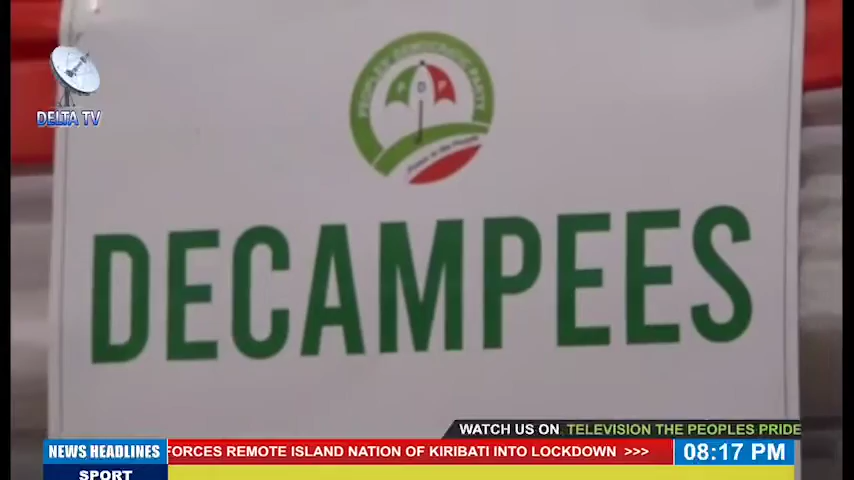 PEOPLES DEMOCRATIC PARTY
P D P
Power to the People
DELTA TV
DECAMPEES
WATCH US ON TELEVISION THE PEOPLES PRIDE
NEWS HEADLINES
FORCES REMOTE ISLAND NATION OF KIRIBATI INTO LOCKDOWN >>>
08:17 PM
SPORT